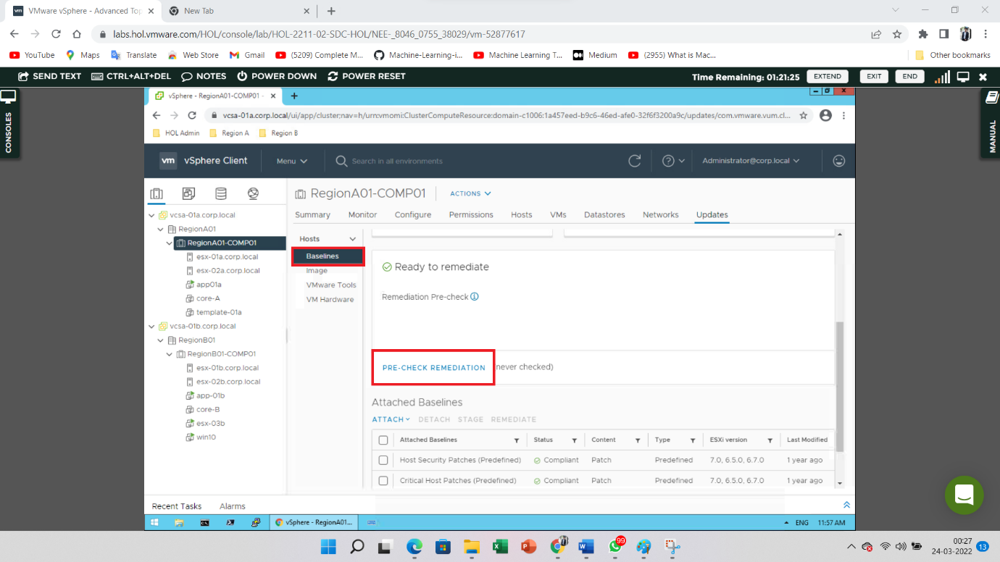 vm VMware vSphere - Advanced Top
New Tab
labs.hol.vmware.com/HOL/console/lab/HOL-2211-02-SDC-HOL/NEE-_8046_0755_38029/vm-52877617
YouTube Maps Translate Web Store Gmail (5209) Complete M... Machine-Learning-i... Machine Learning T... Medium (2955) What is Mac... Other bookmarks
SEND TEXT CTRL+ALT+DEL NOTES POWER DOWN POWER RESET Time Remaining: 01:21:25 EXTEND EXIT END
CONSOLES
MANUAL
vSphere - RegionA01-COMP01 -
vcsa-01a.corp.local/ui/app/cluster;nav=h/urn:vmomi:ClusterComputeResource:domain-c1006:1a457eed-b9c6-46ed-afe0-32f6f3200a9c/updates/com.vmware.vum.cl...
HOL Admin Region A Region B
vm vSphere Client Menu Search in all environments Administrator@corp.local
RegionA01-COMP01 ACTIONS
Summary Monitor Configure Permissions Hosts VMs Datastores Networks Updates
vcsa-01a.corp.local
RegionA01
RegionA01-COMP01
esx-01a.corp.local
esx-02a.corp.local
app01a
core-A
template-01a
vcsa-01b.corp.local
RegionB01
RegionB01-COMP01
esx-01b.corp.local
esx-02b.corp.local
app-01b
core-B
esx-03b
win10
Hosts
Baselines
Image
VMware Tools
VM Hardware
Ready to remediate
Remediation Pre-check
PRE-CHECK REMEDIATION never checked)
Attached Baselines
ATTACH DETACH STAGE REMEDIATE
Attached Baselines Status Content Type ESXi version Last Modified
Host Security Patches (Predefined) Compliant Patch Predefined 7.0, 6.5.0, 6.7.0 1 year ago
Critical Host Patches (Predefined) Compliant Patch Predefined 7.0, 6.5.0, 6.7.0 1 year ago
Recent Tasks Alarms
vSphere - RegionA01... ENG 11:57 AM
99
00:27
24-03-2022
13